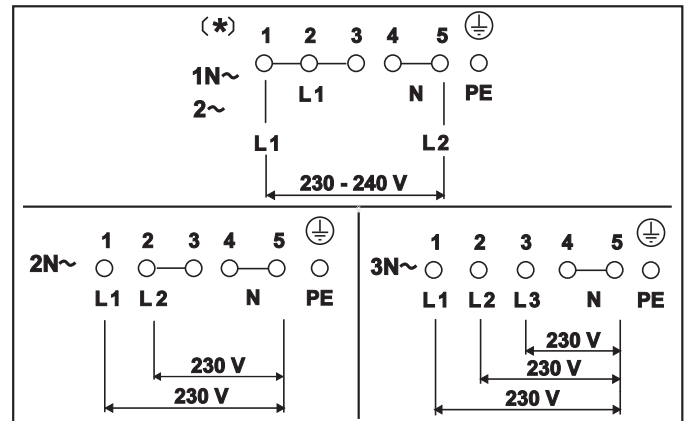 (*) 1 2 3 4 5
1N~ L1 N PE
2~
L1 L2
230 - 240 V
1 2 3 4 5
2N~
L1 L2 N PE
230 V
230 V
1 2 3 4 5
3N~
L1 L2 L3 N PE
230 V
230 V
230 V